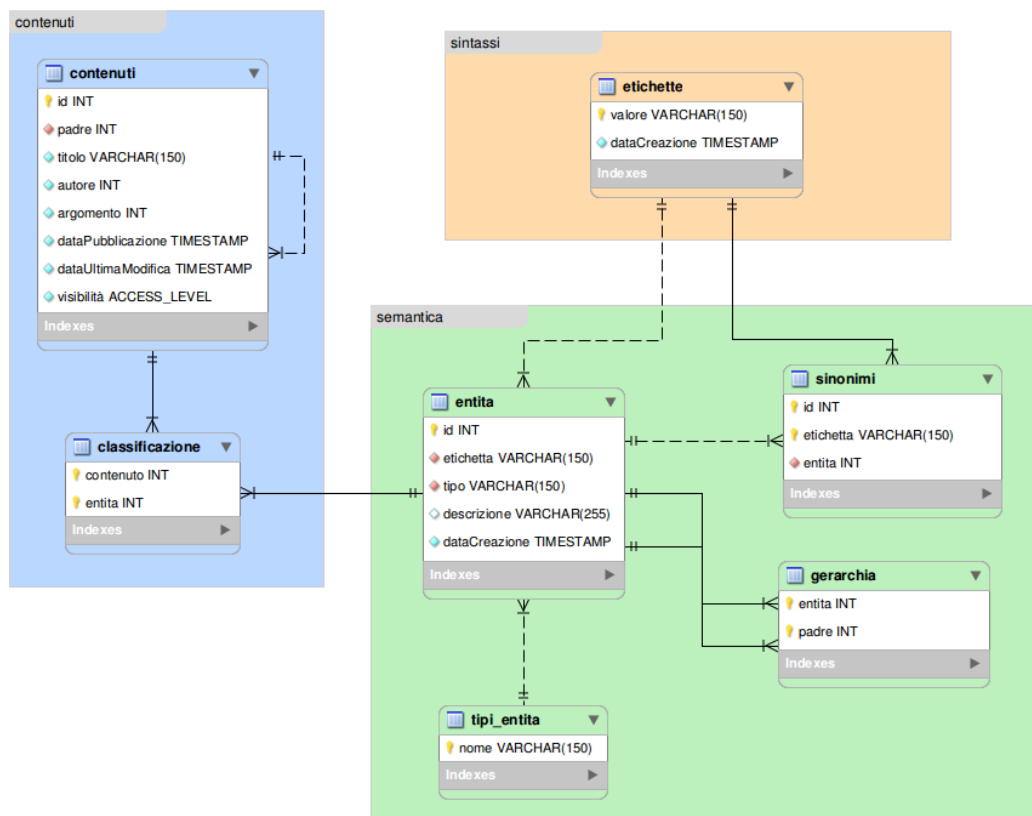 contenuti
contenuti
id INT
padre INT
titolo VARCHAR(150)
autore INT
argomento INT
dataPubblicazione TIMESTAMP
dataUltimaModifica TIMESTAMP
visibilità ACCESS_LEVEL
Indexes
classificazione
contenuto INT
entita INT
Indexes
sintassi
etichette
valore VARCHAR(150)
dataCreazione TIMESTAMP
Indexes
semantica
entita
id INT
etichetta VARCHAR(150)
tipo VARCHAR(150)
descrizione VARCHAR(255)
dataCreazione TIMESTAMP
Indexes
sinonimi
id INT
etichetta VARCHAR(150)
entita INT
Indexes
gerarchia
entita INT
padre INT
Indexes
tipi_entita
nome VARCHAR(150)
Indexes